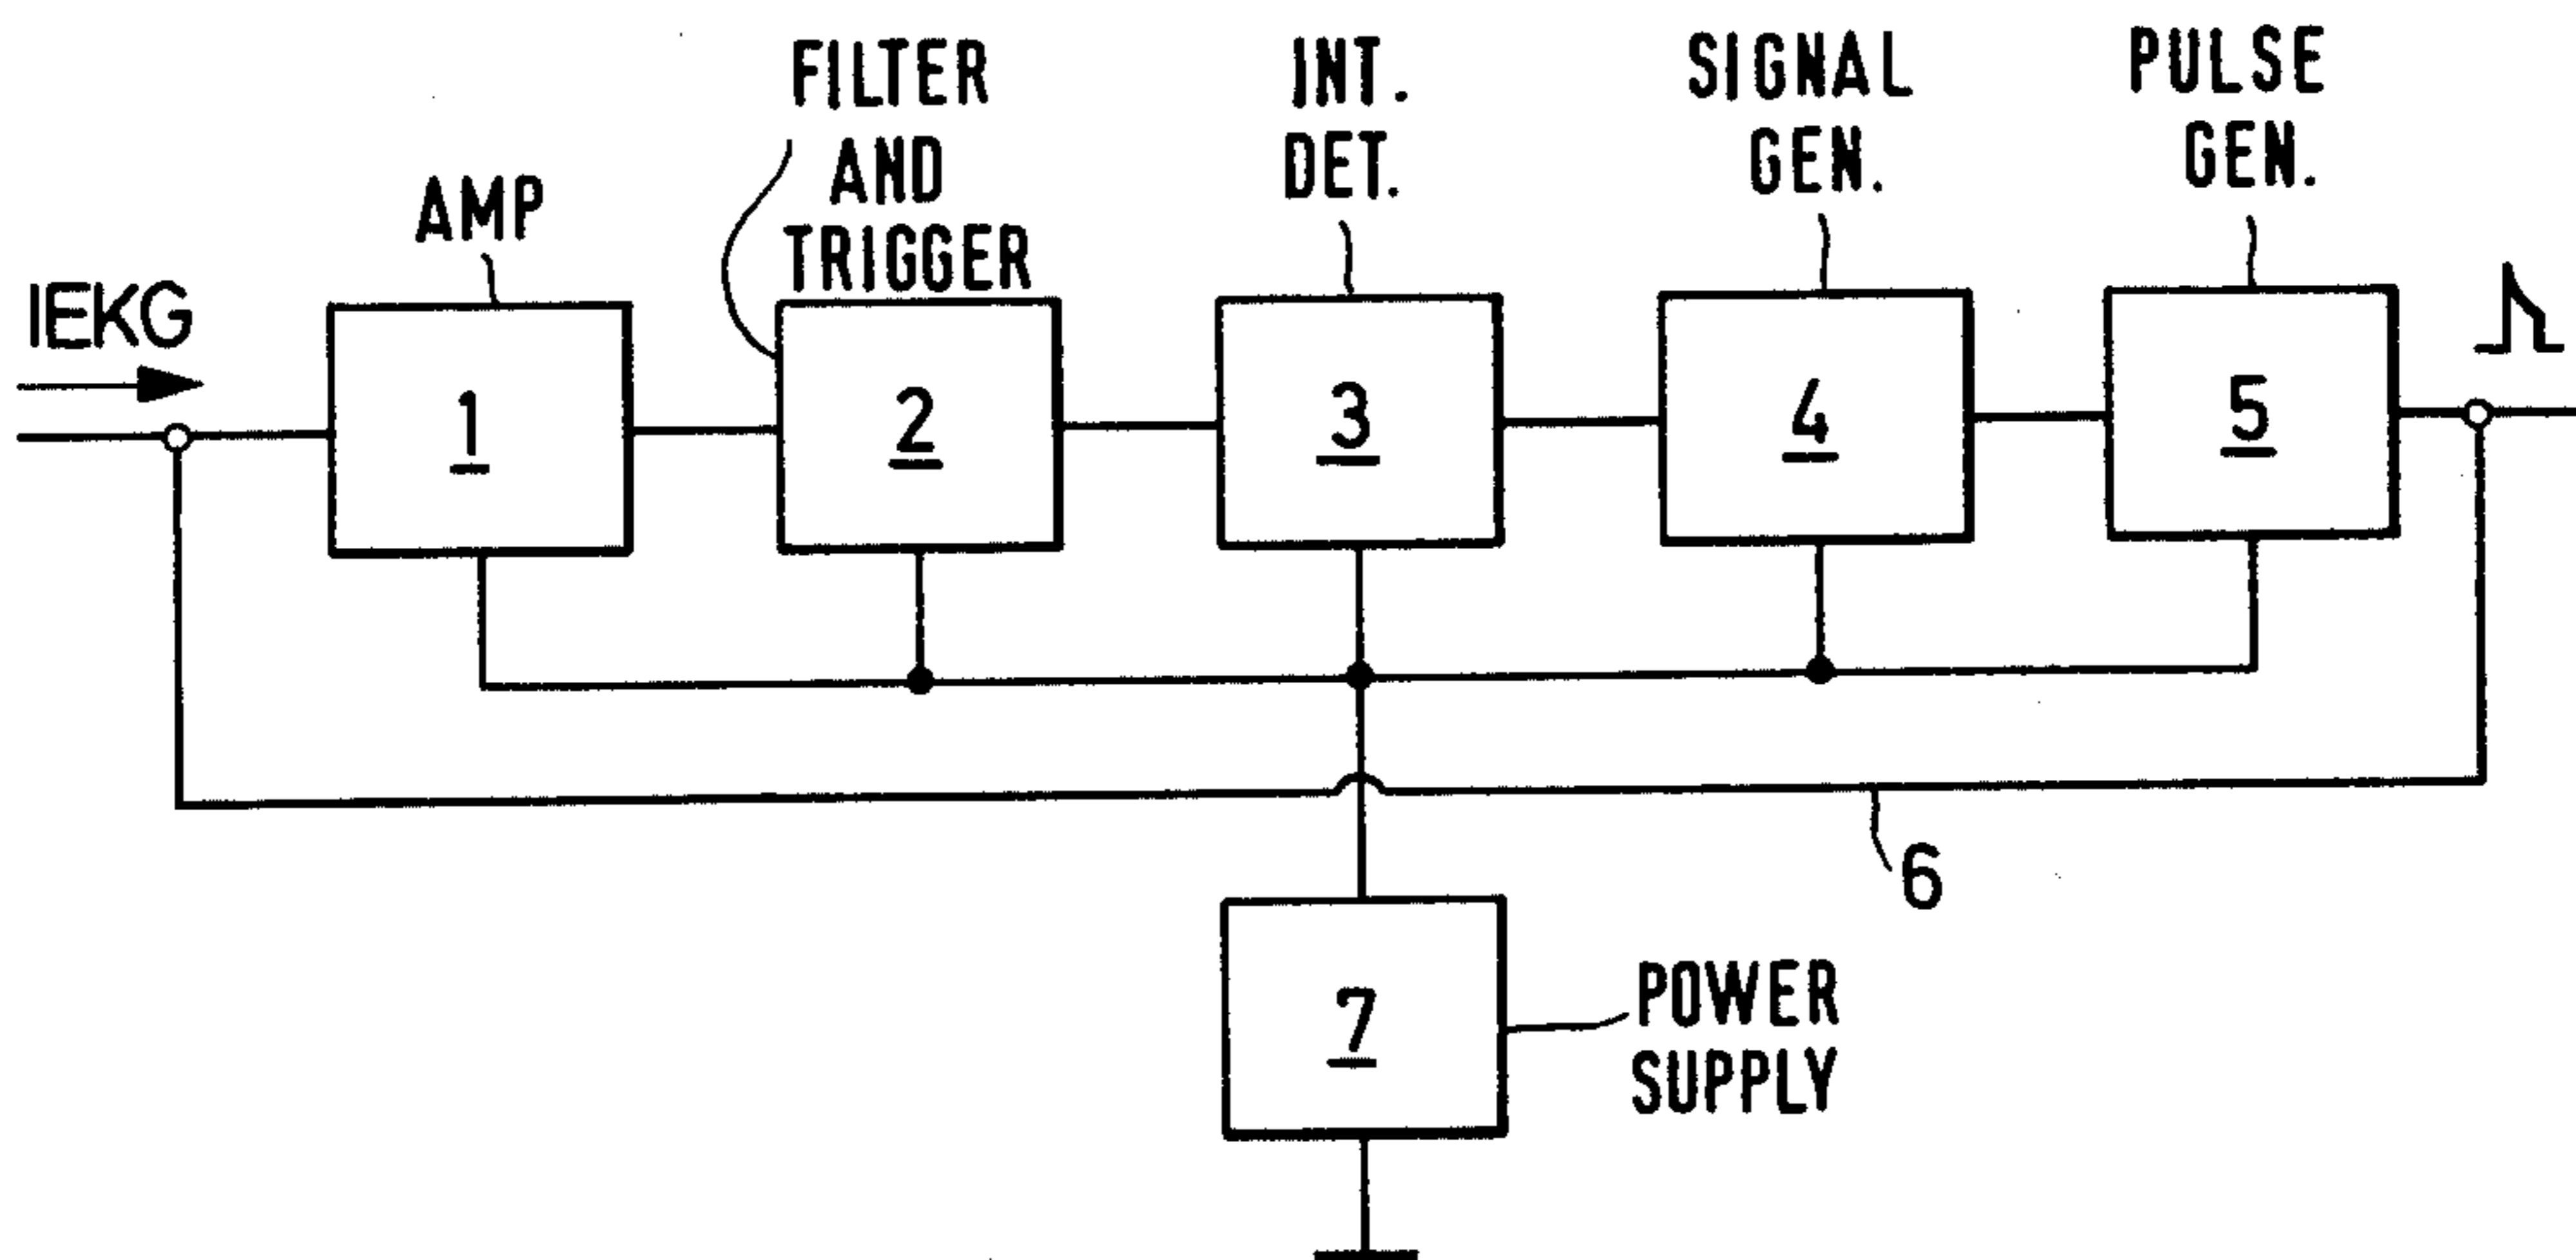 FILTER
AND
TRIGGER
INT.
DET.
SIGNAL
GEN.
PULSE
GEN.
AMP
IEKG
1
2
3
4
5
6
7
POWER
SUPPLY